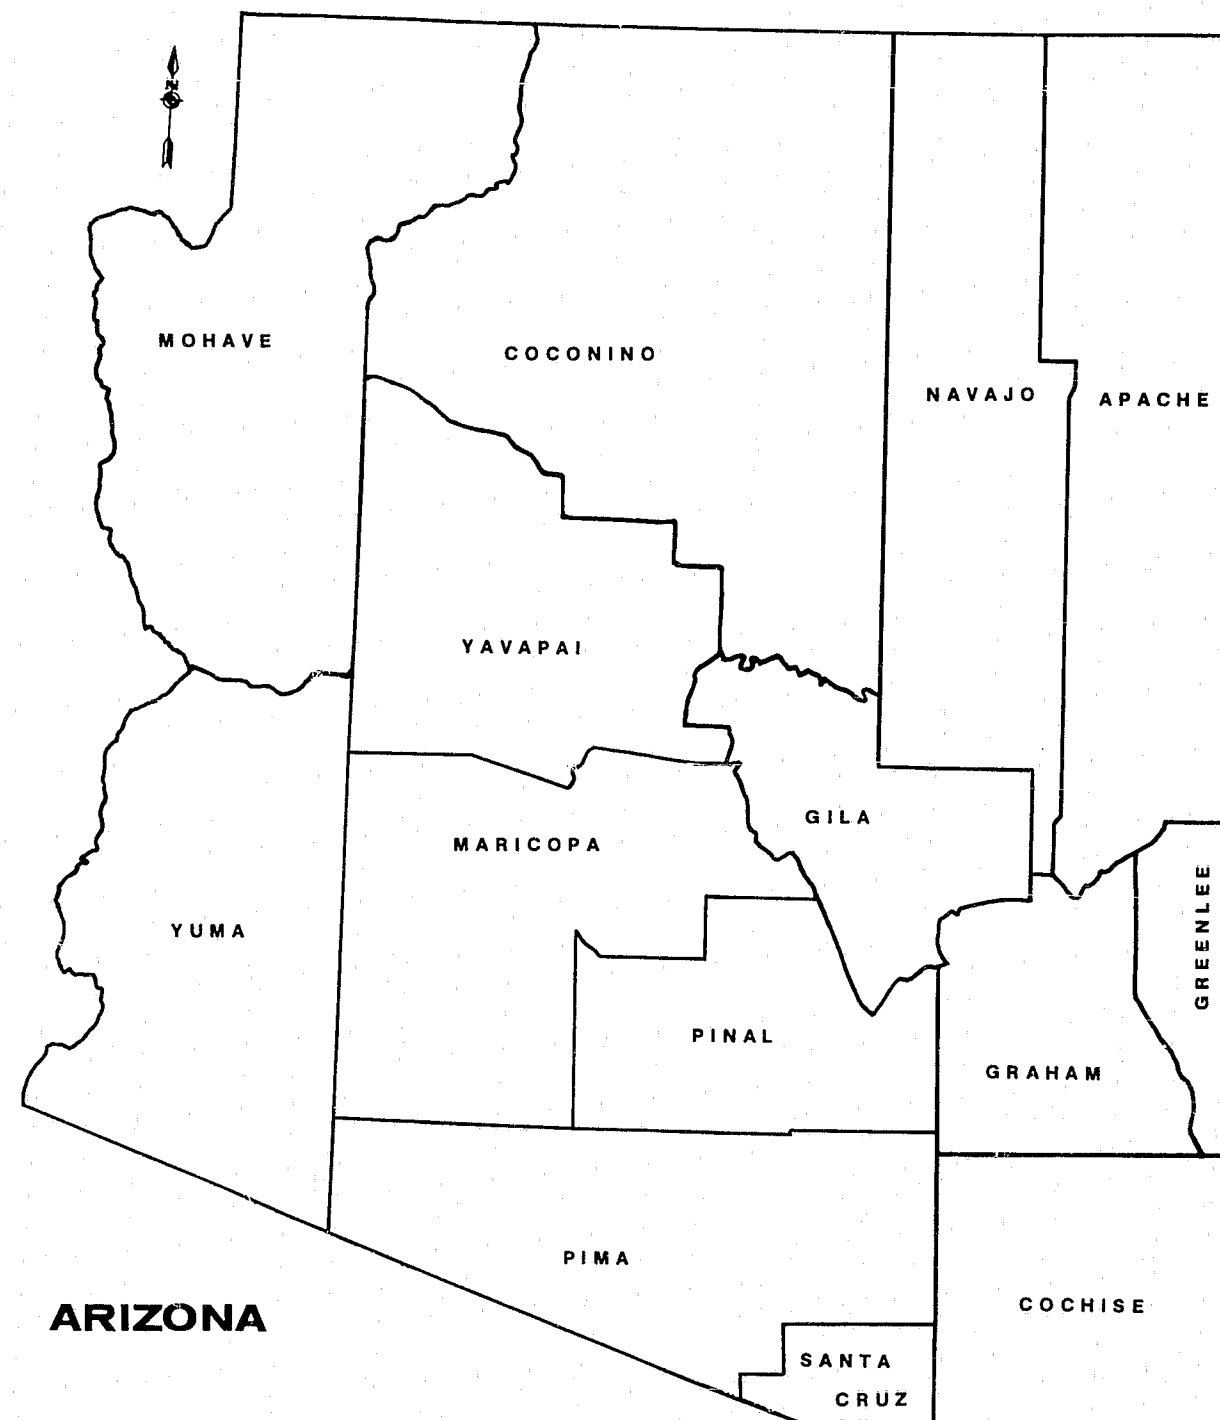 N
MOHAVE
COCONINO
NAVAJO
APACHE
YAVAPAI
GILA
MARICOPA
YUMA
GREENLEE
PINAL
GRAHAM
PIMA
COCHISE
ARIZONA
SANTA
CRUZ